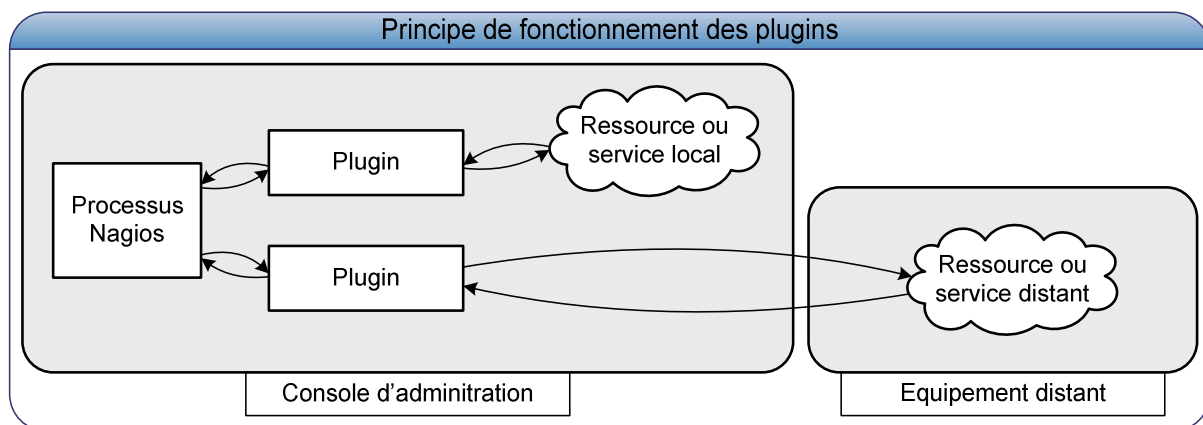 Principe de fonctionnement des plugins
Ressource ou
service local
Plugin
Processus
Nagios
Plugin
Ressource ou
service distant
Console d'adminitration
Equipement distant